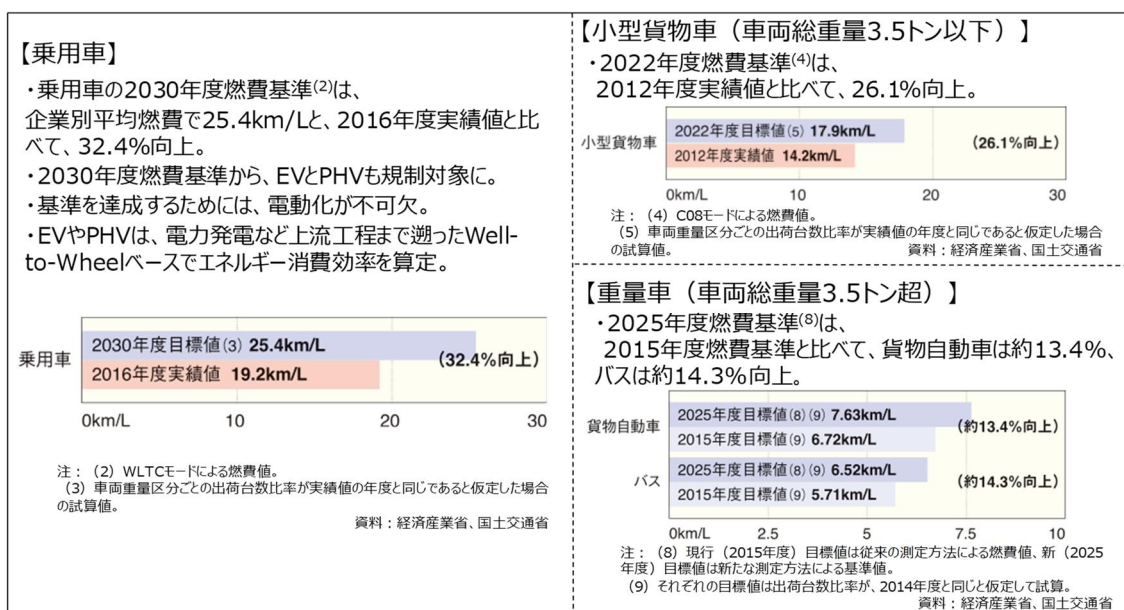 【乗用車】
・乗用車の2030年度燃費基準(2)は、
企業別平均燃費で25.4km/Lと、2016年度実績値と比
べて、32.4%向上。
・2030年度燃費基準から、EVとPHVも規制対象に。
・基準を達成するためには、電動化が不可欠。
・EVやPHVは、電力発電など上流工程まで遡ったWell-
to-Wheelベースでエネルギー消費効率を算定。
乗用車
2030年度目標値(3) 25.4km/L
(32.4%向上)
2016年度実績値 19.2km/L
0km/L 10 20 30
注：(2) WLTCモードによる燃費値。
(3) 車両重量区分ごとの出荷台数比率が実績値の年度と同じであると仮定した場合
の試算値。
資料：経済産業省、国土交通省
【小型貨物車（車両総重量3.5トン以下）】
・2022年度燃費基準(4)は、
2012年度実績値と比べて、26.1%向上。
小型貨物車
2022年度目標値(5) 17.9km/L
(26.1%向上)
2012年度実績値 14.2km/L
0km/L 10 20 30
注：(4) C08モードによる燃費値。
(5) 車両重量区分ごとの出荷台数比率が実績値の年度と同じであると仮定した場合
の試算値。 資料：経済産業省、国土交通省
【重量車（車両総重量3.5トン超）】
・2025年度燃費基準(8)は、
2015年度燃費基準と比べて、貨物自動車は約13.4%、
バスは約14.3%向上。
貨物自動車
2025年度目標値(8)(9) 7.63km/L
(約13.4%向上)
2015年度目標値(9) 6.72km/L
バス
2025年度目標値(8)(9) 6.52km/L
(約14.3%向上)
2015年度目標値(9) 5.71km/L
0km/L 2.5 5 7.5 10
注：(8) 現行（2015年度）目標値は従来の測定方法による燃費値、新（2025
年度）目標は新たな測定方法による基準値。
(9) それぞれの目標値は出荷台数比率が、2014年度と同じと仮定して試算。
資料：経済産業省、国土交通省